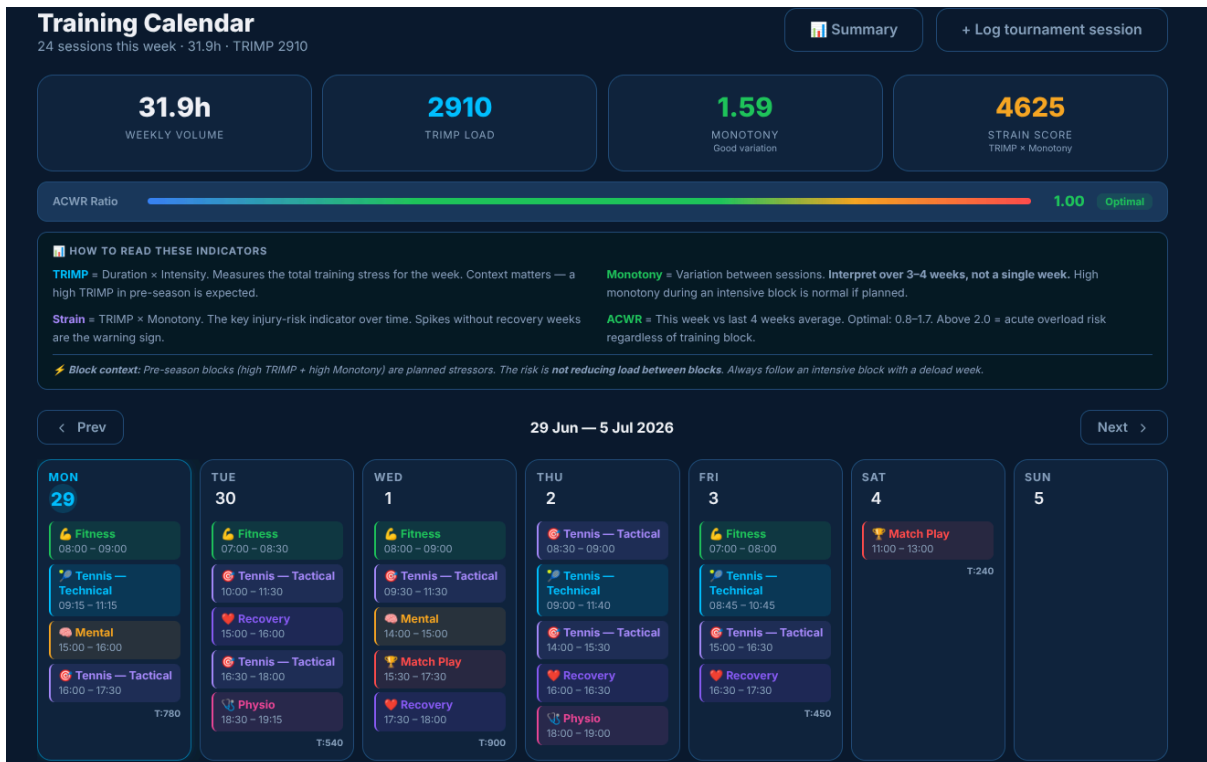 Training Calendar
24 sessions this week · 31.9h · TRIMP 2910
📊 Summary
+ Log tournament session
31.9h
WEEKLY VOLUME
2910
TRIMP LOAD
1.59
MONOTONY
Good variation
4625
STRAIN SCORE
TRIMP × Monotony
ACWR Ratio
1.00
Optimal
📊 HOW TO READ THESE INDICATORS
TRIMP = Duration × Intensity. Measures the total training stress for the week. Context matters — a
high TRIMP in pre-season is expected.
Monotony = Variation between sessions. Interpret over 3–4 weeks, not a single week. High
monotony during an intensive block is normal if planned.
Strain = TRIMP × Monotony. The key injury-risk indicator over time. Spikes without recovery weeks
are the warning sign.
ACWR = This week vs last 4 weeks average. Optimal: 0.8–1.7. Above 2.0 = acute overload risk
regardless of training block.
⚡ Block context: Pre-season blocks (high TRIMP + high Monotony) are planned stressors. The risk is not reducing load between blocks. Always follow an intensive block with a deload week.
‹ Prev
29 Jun — 5 Jul 2026
Next ›
MON
29
💪 Fitness
08:00 – 09:00
🎾 Tennis —
Technical
09:15 – 11:15
🧠 Mental
15:00 – 16:00
🎯 Tennis — Tactical
16:00 – 17:30
T:780
TUE
30
💪 Fitness
07:00 – 08:30
🎯 Tennis — Tactical
10:00 – 11:30
❤️ Recovery
15:00 – 16:00
🎯 Tennis — Tactical
16:30 – 18:00
🩺 Physio
18:30 – 19:15
T:540
WED
1
💪 Fitness
08:00 – 09:00
🎯 Tennis — Tactical
09:30 – 11:30
🧠 Mental
14:00 – 15:00
🏆 Match Play
15:30 – 17:30
❤️ Recovery
17:30 – 18:00
T:900
THU
2
🎯 Tennis — Tactical
08:30 – 09:00
🎾 Tennis —
Technical
09:00 – 11:40
🎯 Tennis — Tactical
14:00 – 15:30
❤️ Recovery
16:00 – 16:30
🩺 Physio
18:00 – 19:00
FRI
3
💪 Fitness
07:00 – 08:00
🎾 Tennis —
Technical
08:45 – 10:45
🎯 Tennis — Tactical
15:00 – 16:30
❤️ Recovery
16:30 – 17:30
T:450
SAT
4
🏆 Match Play
11:00 – 13:00
T:240
SUN
5